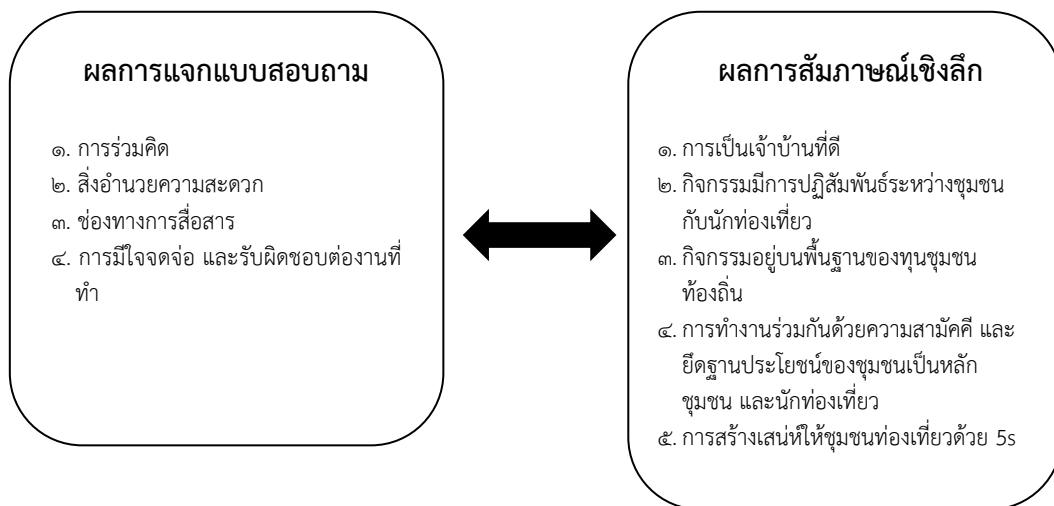 ผลการแจกแบบสอบถาม
๑. การร่วมคิด
๒. สิ่งอำนวยความสะดวก
๓. ช่องทางการสื่อสาร
๔. การมีใจจดจ่อ และรับผิดชอบต่องานที่
ทำ
ผลการสัมภาษณ์เชิงลึก
๑. การเป็นเจ้าบ้านที่ดี
๒. กิจกรรมมีการปฏิสัมพันธ์ระหว่างชุมชน
กับนักท่องเที่ยว
๓. กิจกรรมอยู่บนพื้นฐานของทุนชุมชน
ท้องถิ่น
๔. การทำงานร่วมกันด้วยความสามัคคี และ
ยึดฐานประโยชน์ของชุมชนเป็นหลัก
ชุมชน และนักท่องเที่ยว
๕. การสร้างเสน่ห์ให้ชุมชนท่องเที่ยวด้วย 5s